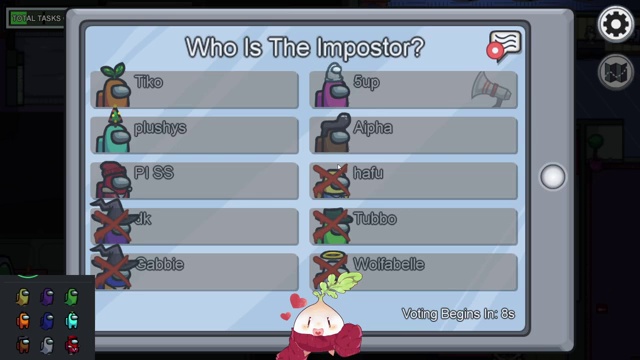 TOTAL TASKS
Who Is The Impostor?
Tiko
5up
plushys
Aipha
PI SS
hafu
Jk
Tubbo
Gabbie
Wolfabelle
Voting Begins In: 8s